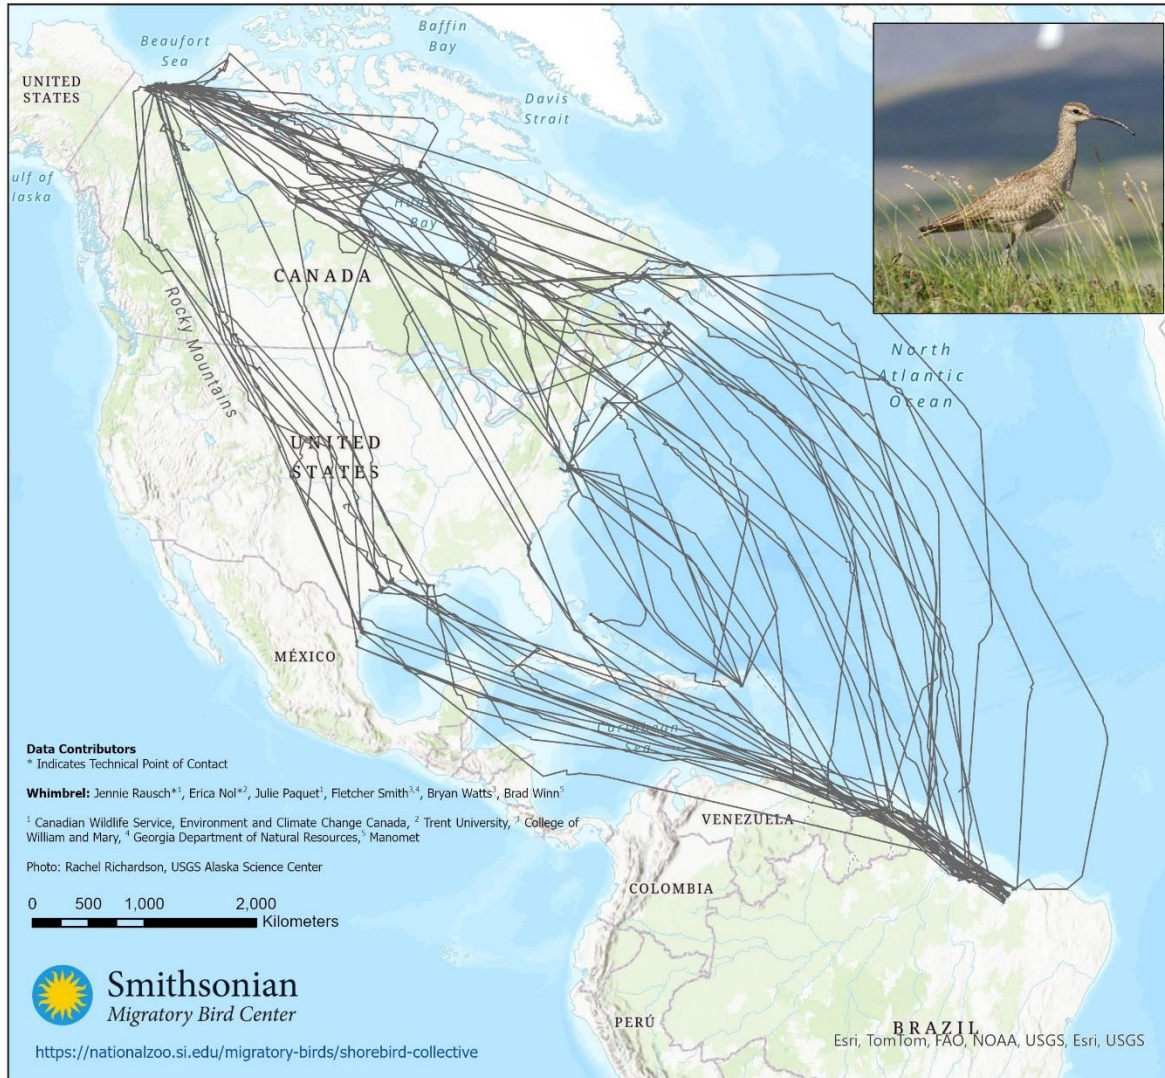 Baffin
Bay
Beaufort
Sea
UNITED
STATES
Davis
Strait
ulf of
laska
Hudson
Bay
CANADA
Rocky Mountains
North
Atlantic
Ocean
UNITED
STATES
MÉXICO
Caribbean
Sea
Data Contributors
* Indicates Technical Point of Contact
Whimbrel: Jennie Rausch*¹, Erica Nol*², Julie Paquet¹, Fletcher Smith³,⁴, Bryan Watts³, Brad Winn⁵
¹ Canadian Wildlife Service, Environment and Climate Change Canada, ² Trent University, ³ College of
William and Mary, ⁴ Georgia Department of Natural Resources,⁵ Manomet
Photo: Rachel Richardson, USGS Alaska Science Center
VENEZUELA
COLOMBIA
0 500 1,000 2,000
Kilometers
Smithsonian
Migratory Bird Center
PERÚ
BRAZIL
Esri, TomTom, FAO, NOAA, USGS, Esri, USGS
https://nationalzoo.si.edu/migratory-birds/shorebird-collective